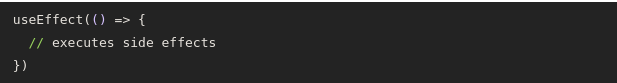 useEffect(() => {
// executes side effects
})